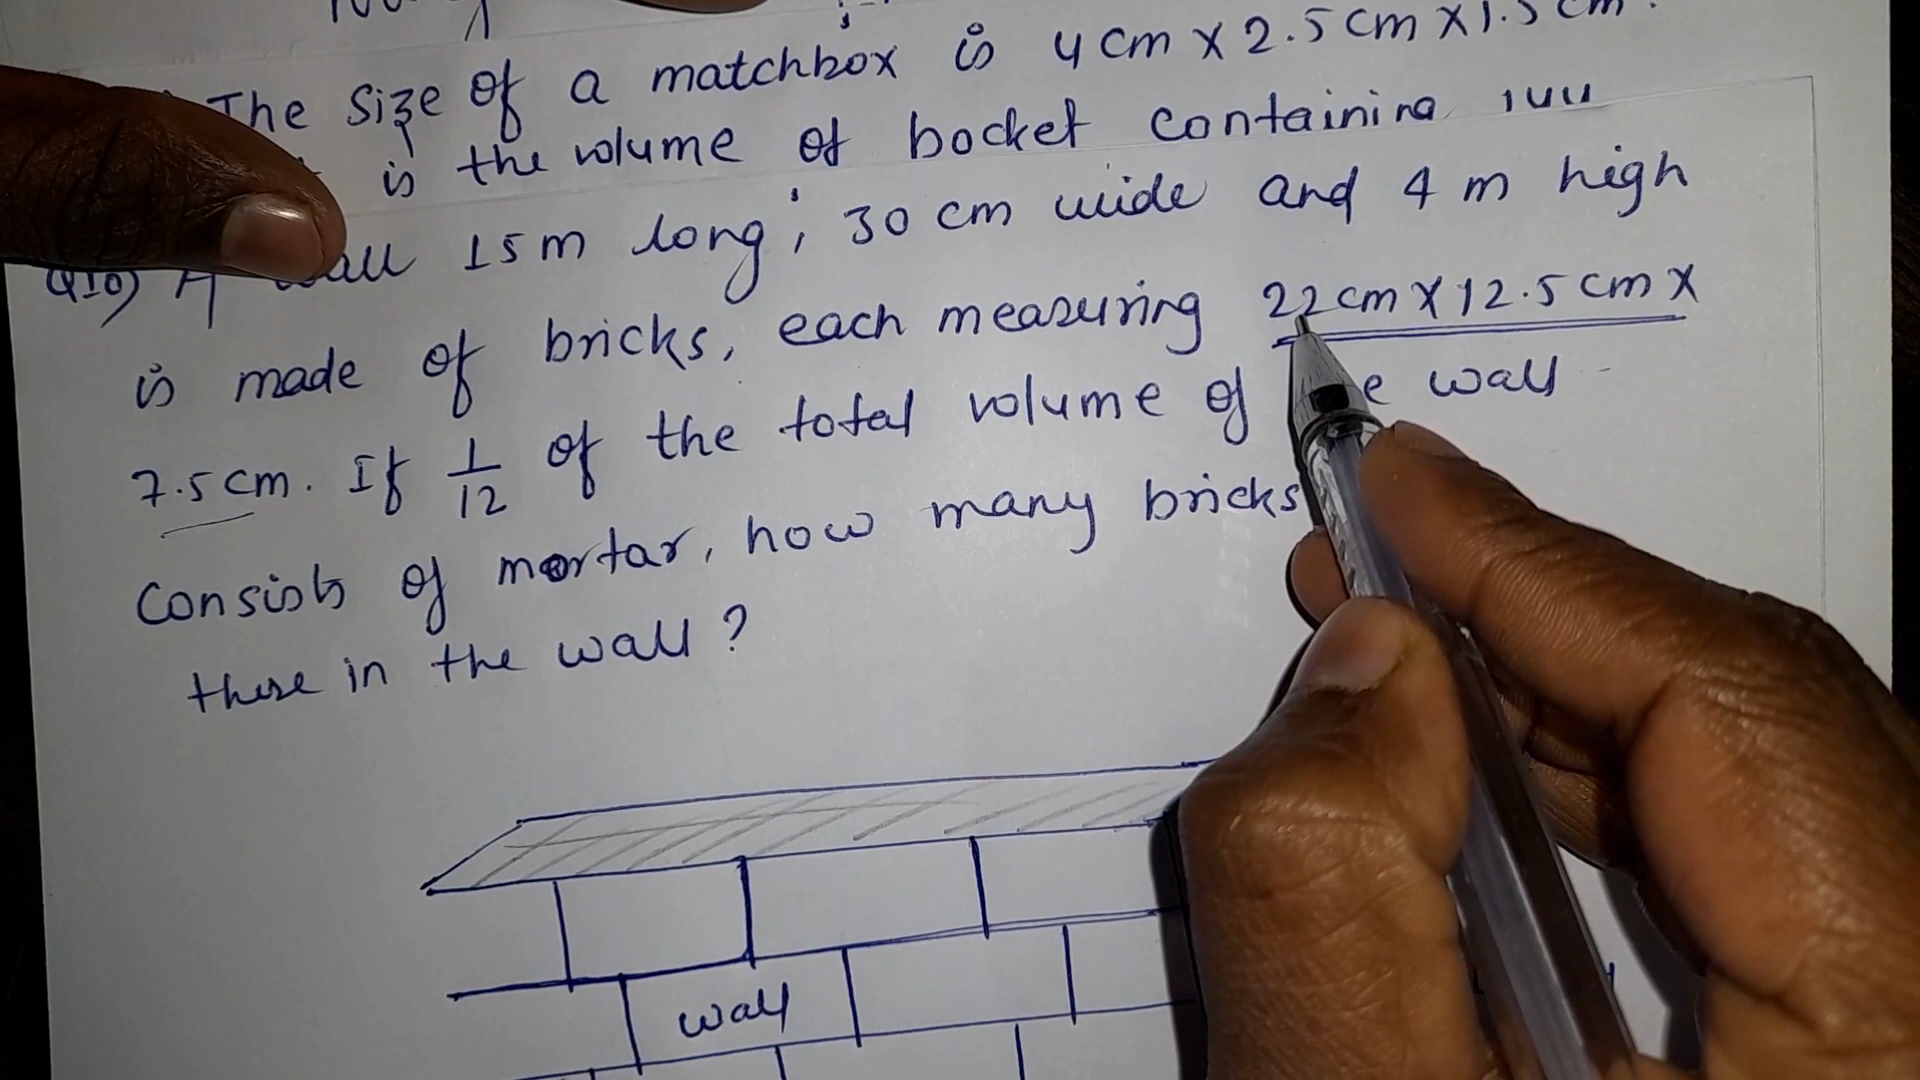 The size of a matchbox is 4 cm x 2.5 cm x 1.5 cm.
is the volume of bocket containing
Q10) A wall 15 m long, 30 cm wide and 4 m high
is made of bricks, each measuring 22 cm x 12.5 cm x
7.5 cm. If 1/12 of the total volume of the wall
consists of mortar, how many bricks
there in the wall?
wall